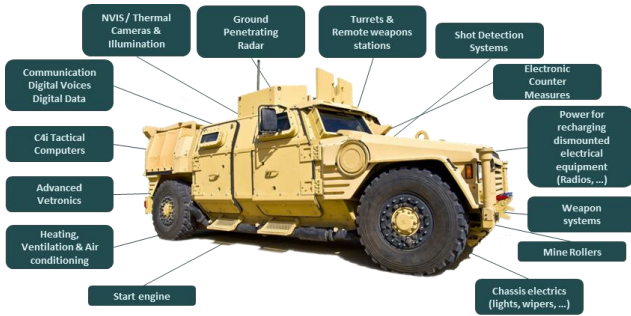 NVIS / Thermal
Cameras &
Illumination
Ground
Penetrating
Radar
Turrets &
Remote weapons
stations
Shot Detection
Systems
Communication
Digital Voices
Digital Data
Electronic
Counter
Measures
C4i Tactical
Computers
Power for
recharging
dismounted
electrical
equipment
(Radios, ...)
Advanced
Vetronics
Weapon
systems
Heating,
Ventilation & Air
conditioning
Mine Rollers
Start engine
Chassis electrics
(lights, wipers, ...)